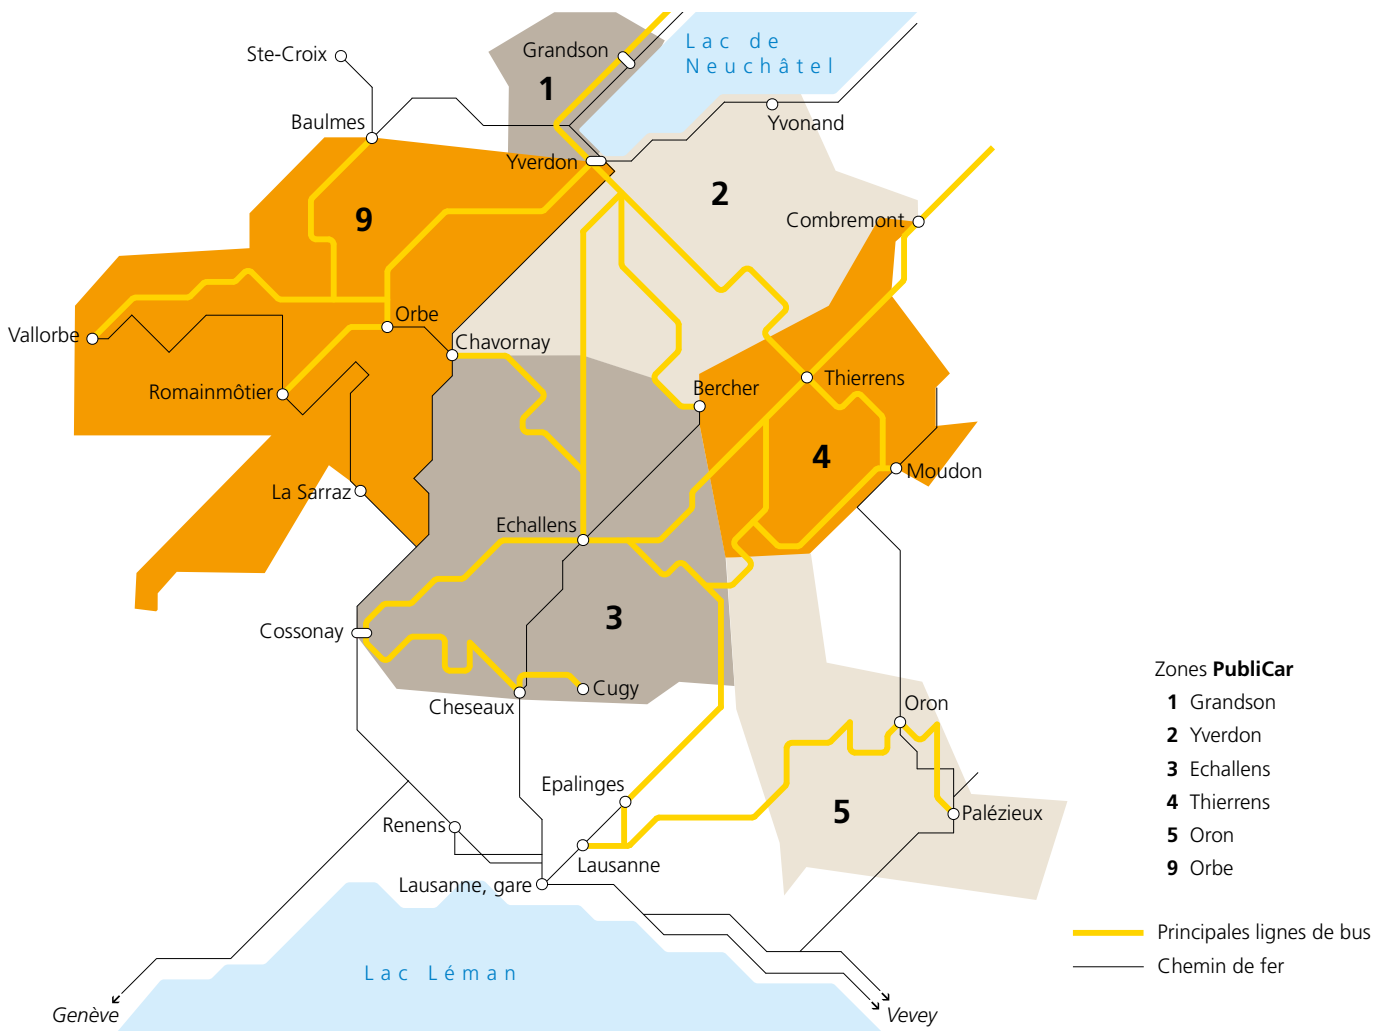 Lac de
Neuchâtel
Grandson
Ste-Croix
1
Baulmes
Yvonand
Yverdon
2
9
Combremont
Orbe
Vallorbe
Chavornay
Thierrens
Romainmôtier
Bercher
4
Moudon
La Sarraz
Echallens
3
Cossonay
Cugy
Cheseaux
Oron
Epalinges
5
Palézieux
Renens
Lausanne
Lausanne, gare
Lac Léman
Genève
Vevey
Zones PubliCar
1 Grandson
2 Yverdon
3 Echallens
4 Thierrens
5 Oron
9 Orbe
Principales lignes de bus
Chemin de fer